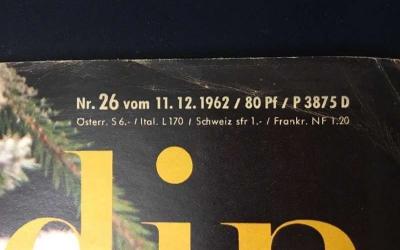 Nr. 26 vom 11. 12. 1962 / 80 Pf / P 3875 D
Österr. S 6.- / Ital. L 170 / Schweiz sfr 1.- / Frankr. NF 1.20
din